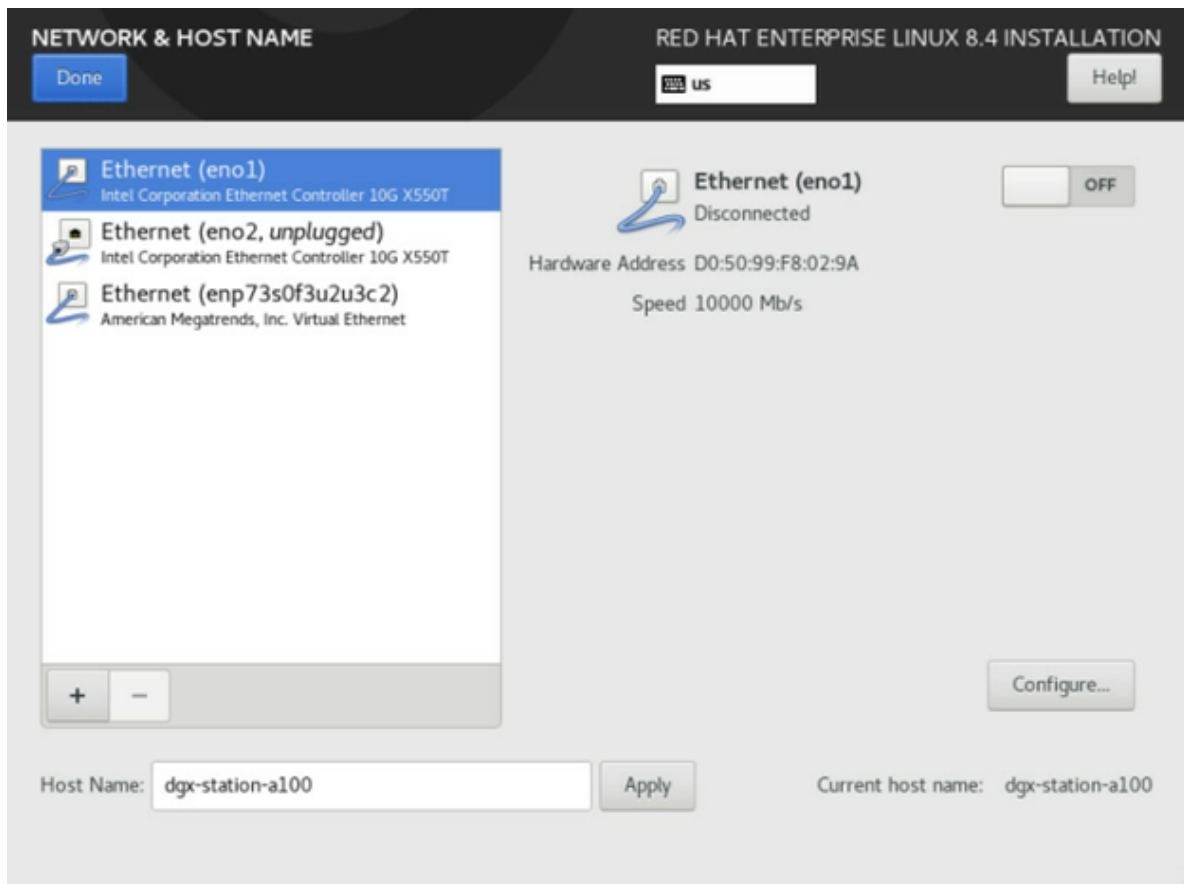 NETWORK & HOST NAME
RED HAT ENTERPRISE LINUX 8.4 INSTALLATION
Done
us
Help!
Ethernet (eno1)
Intel Corporation Ethernet Controller 10G X550T
Ethernet (eno2, unplugged)
Intel Corporation Ethernet Controller 10G X550T
Ethernet (enp73s0f3u2u3c2)
American Megatrends, Inc. Virtual Ethernet
Ethernet (eno1)
Disconnected
OFF
Hardware Address D0:50:99:F8:02:9A
Speed 10000 Mb/s
+ −
Configure...
Host Name: dgx-station-a100
Apply
Current host name: dgx-station-a100